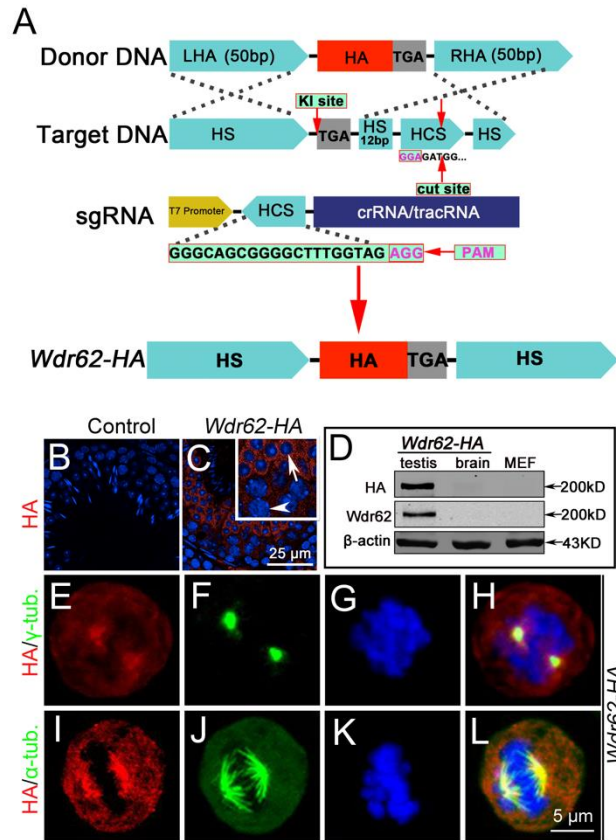 A
Donor DNA LHA (50bp) HA TGA RHA (50bp)
KI site
Target DNA HS TGA HS 12bp HCS HS
GGAGATGG...
cut site
sgRNA T7 Promoter HCS crRNA/tracRNA
GGGCAGCGGGGCTTTGGTAG AGG PAM
Wdr62-HA HS HA TGA HS
Control Wdr62-HA
HA B C 25 µm
D Wdr62-HA
testis brain MEF
HA 200kD
Wdr62 200kD
β-actin 43KD
HA/γ-tub. E F G H
HA/α-tub. I J K L
5 µm
Wdr62-HA